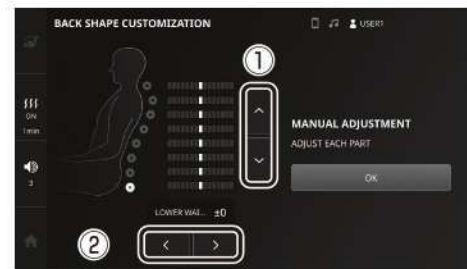 BACK SHAPE CUSTOMIZATION
USER1
1
ON
1min
MANUAL ADJUSTMENT
ADJUST EACH PART
OK
3
LOWER WAI... ±0
2